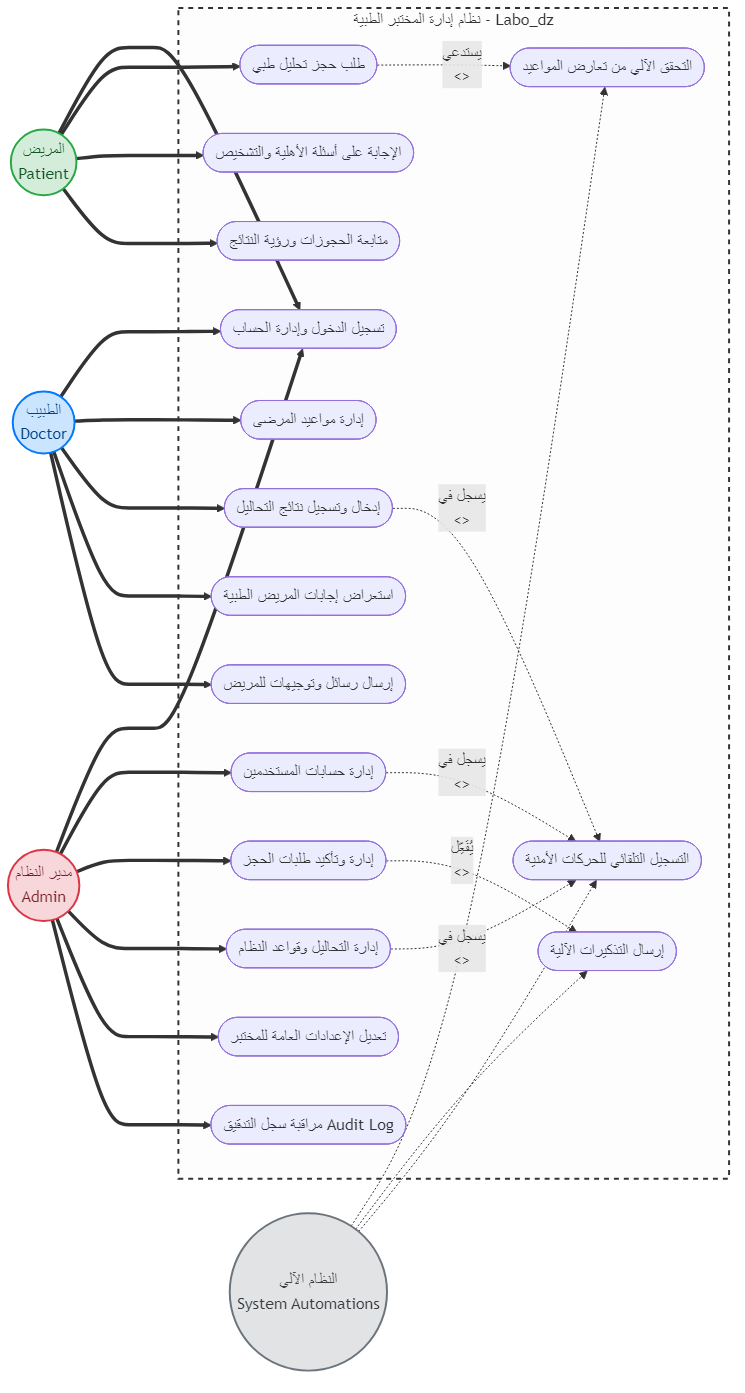 نظام إدارة المختبر الطبية - Labo_dz
المريض
Patient
طلب حجز تحليل طبي
يستدعي
<>
التحقق الآلي من تعارض المواعيد
الإجابة على أسئلة الأهلية والتشخيص
متابعة الحجوزات ورؤية النتائج
تسجيل الدخول وإدارة الحساب
الطبيب
Doctor
إدارة مواعيد المرضى
إدخال وتسجيل نتائج التحاليل
يسجل في
<>
استعراض إجابات المريض الطبية
إرسال رسائل وتوجيهات للمريض
إدارة حسابات المستخدمين
يسجل في
<>
مدير النظام
Admin
إدارة وتأكيد طلبات الحجز
يُفَعِّل
<>
التسجيل التلقائي للحركات الأمنية
إدارة التحاليل وقواعد النظام
يسجل في
<>
إرسال التذكيرات الآلية
تعديل الإعدادات العامة للمختبر
مراقبة سجل التدقيق Audit Log
النظام الآلي
System Automations